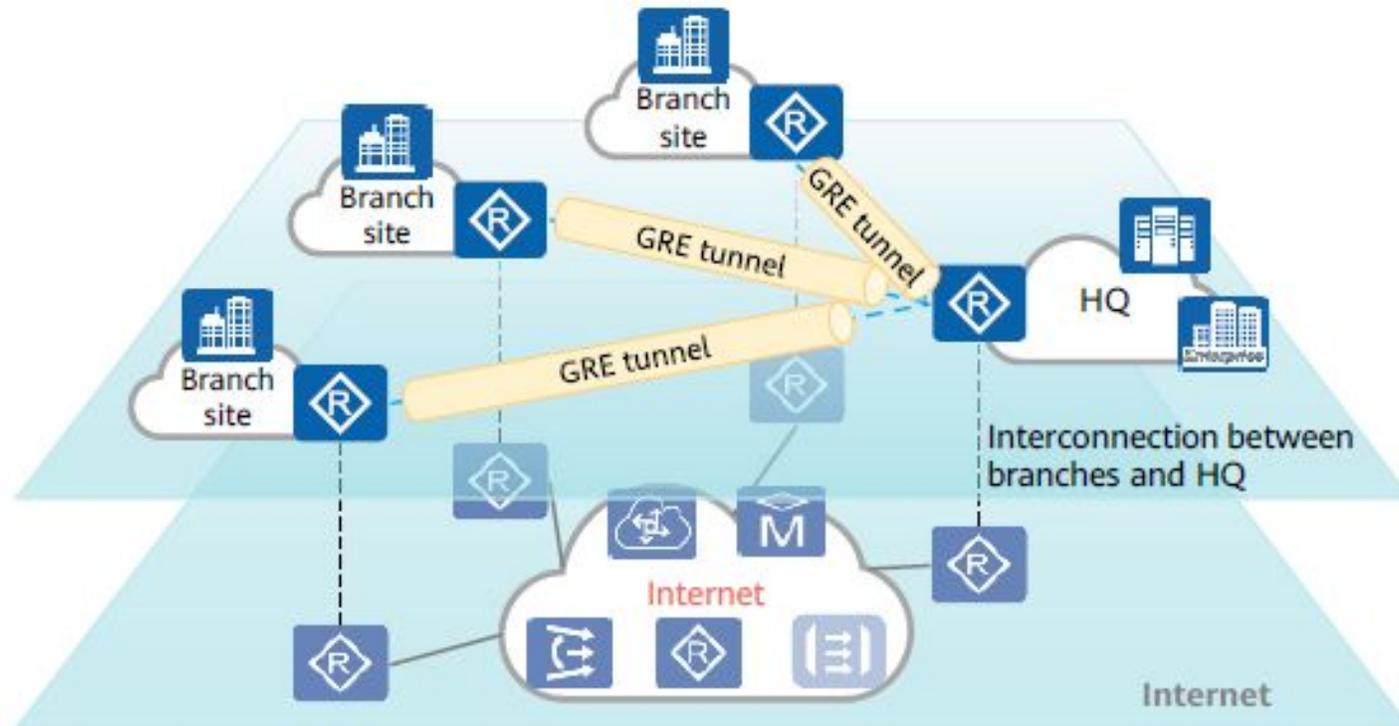 Branch
site
Branch
site
GRE tunnel
GRE tunnel
HQ
Enterprise
Branch
site
GRE tunnel
Interconnection between
branches and HQ
Internet
Internet
R
R
R
R
R
R
R
R
R
M